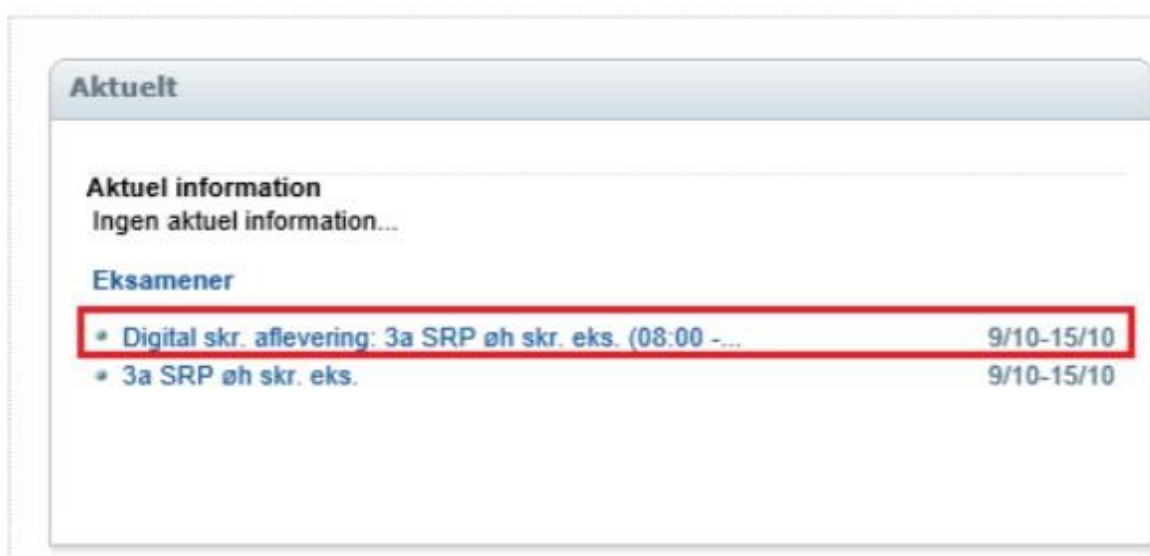 Aktuelt
Aktuel information
Ingen aktuel information...
Eksamener
Digital skr. aflevering: 3a SRP øh skr. eks. (08:00 -... 9/10-15/10
3a SRP øh skr. eks. 9/10-15/10